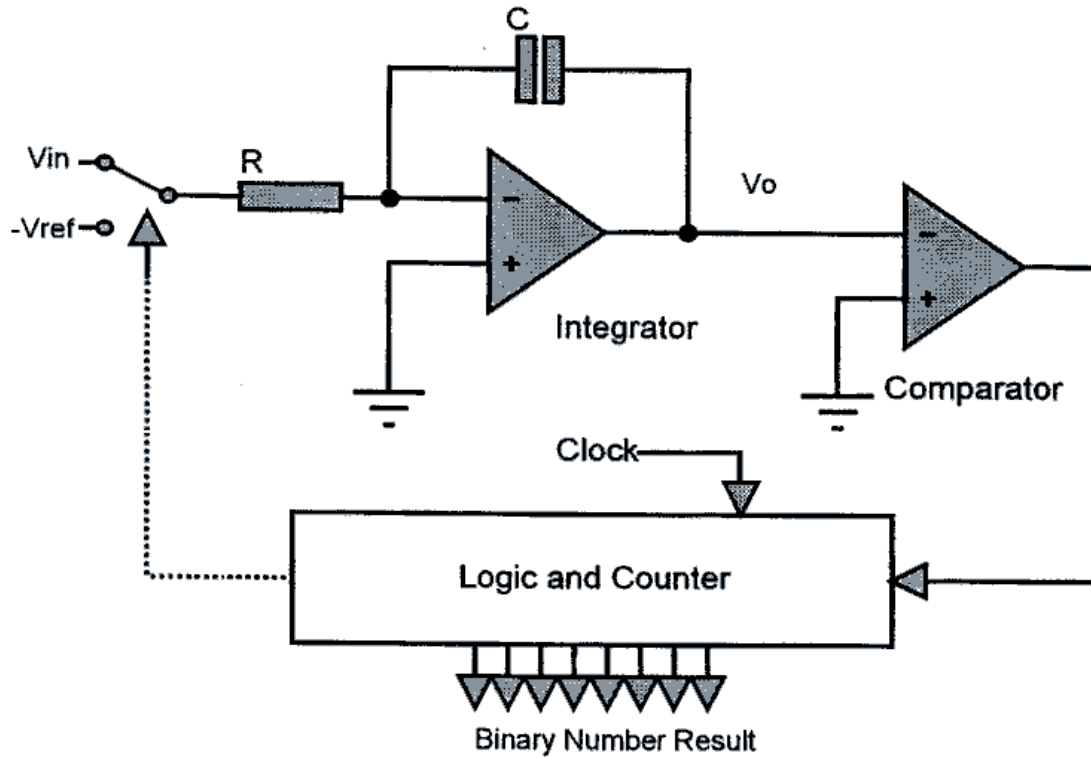 C
Vin
R
Vo
-Vref
−
+
−
+
Integrator
Comparator
Clock
Logic and Counter
Binary Number Result